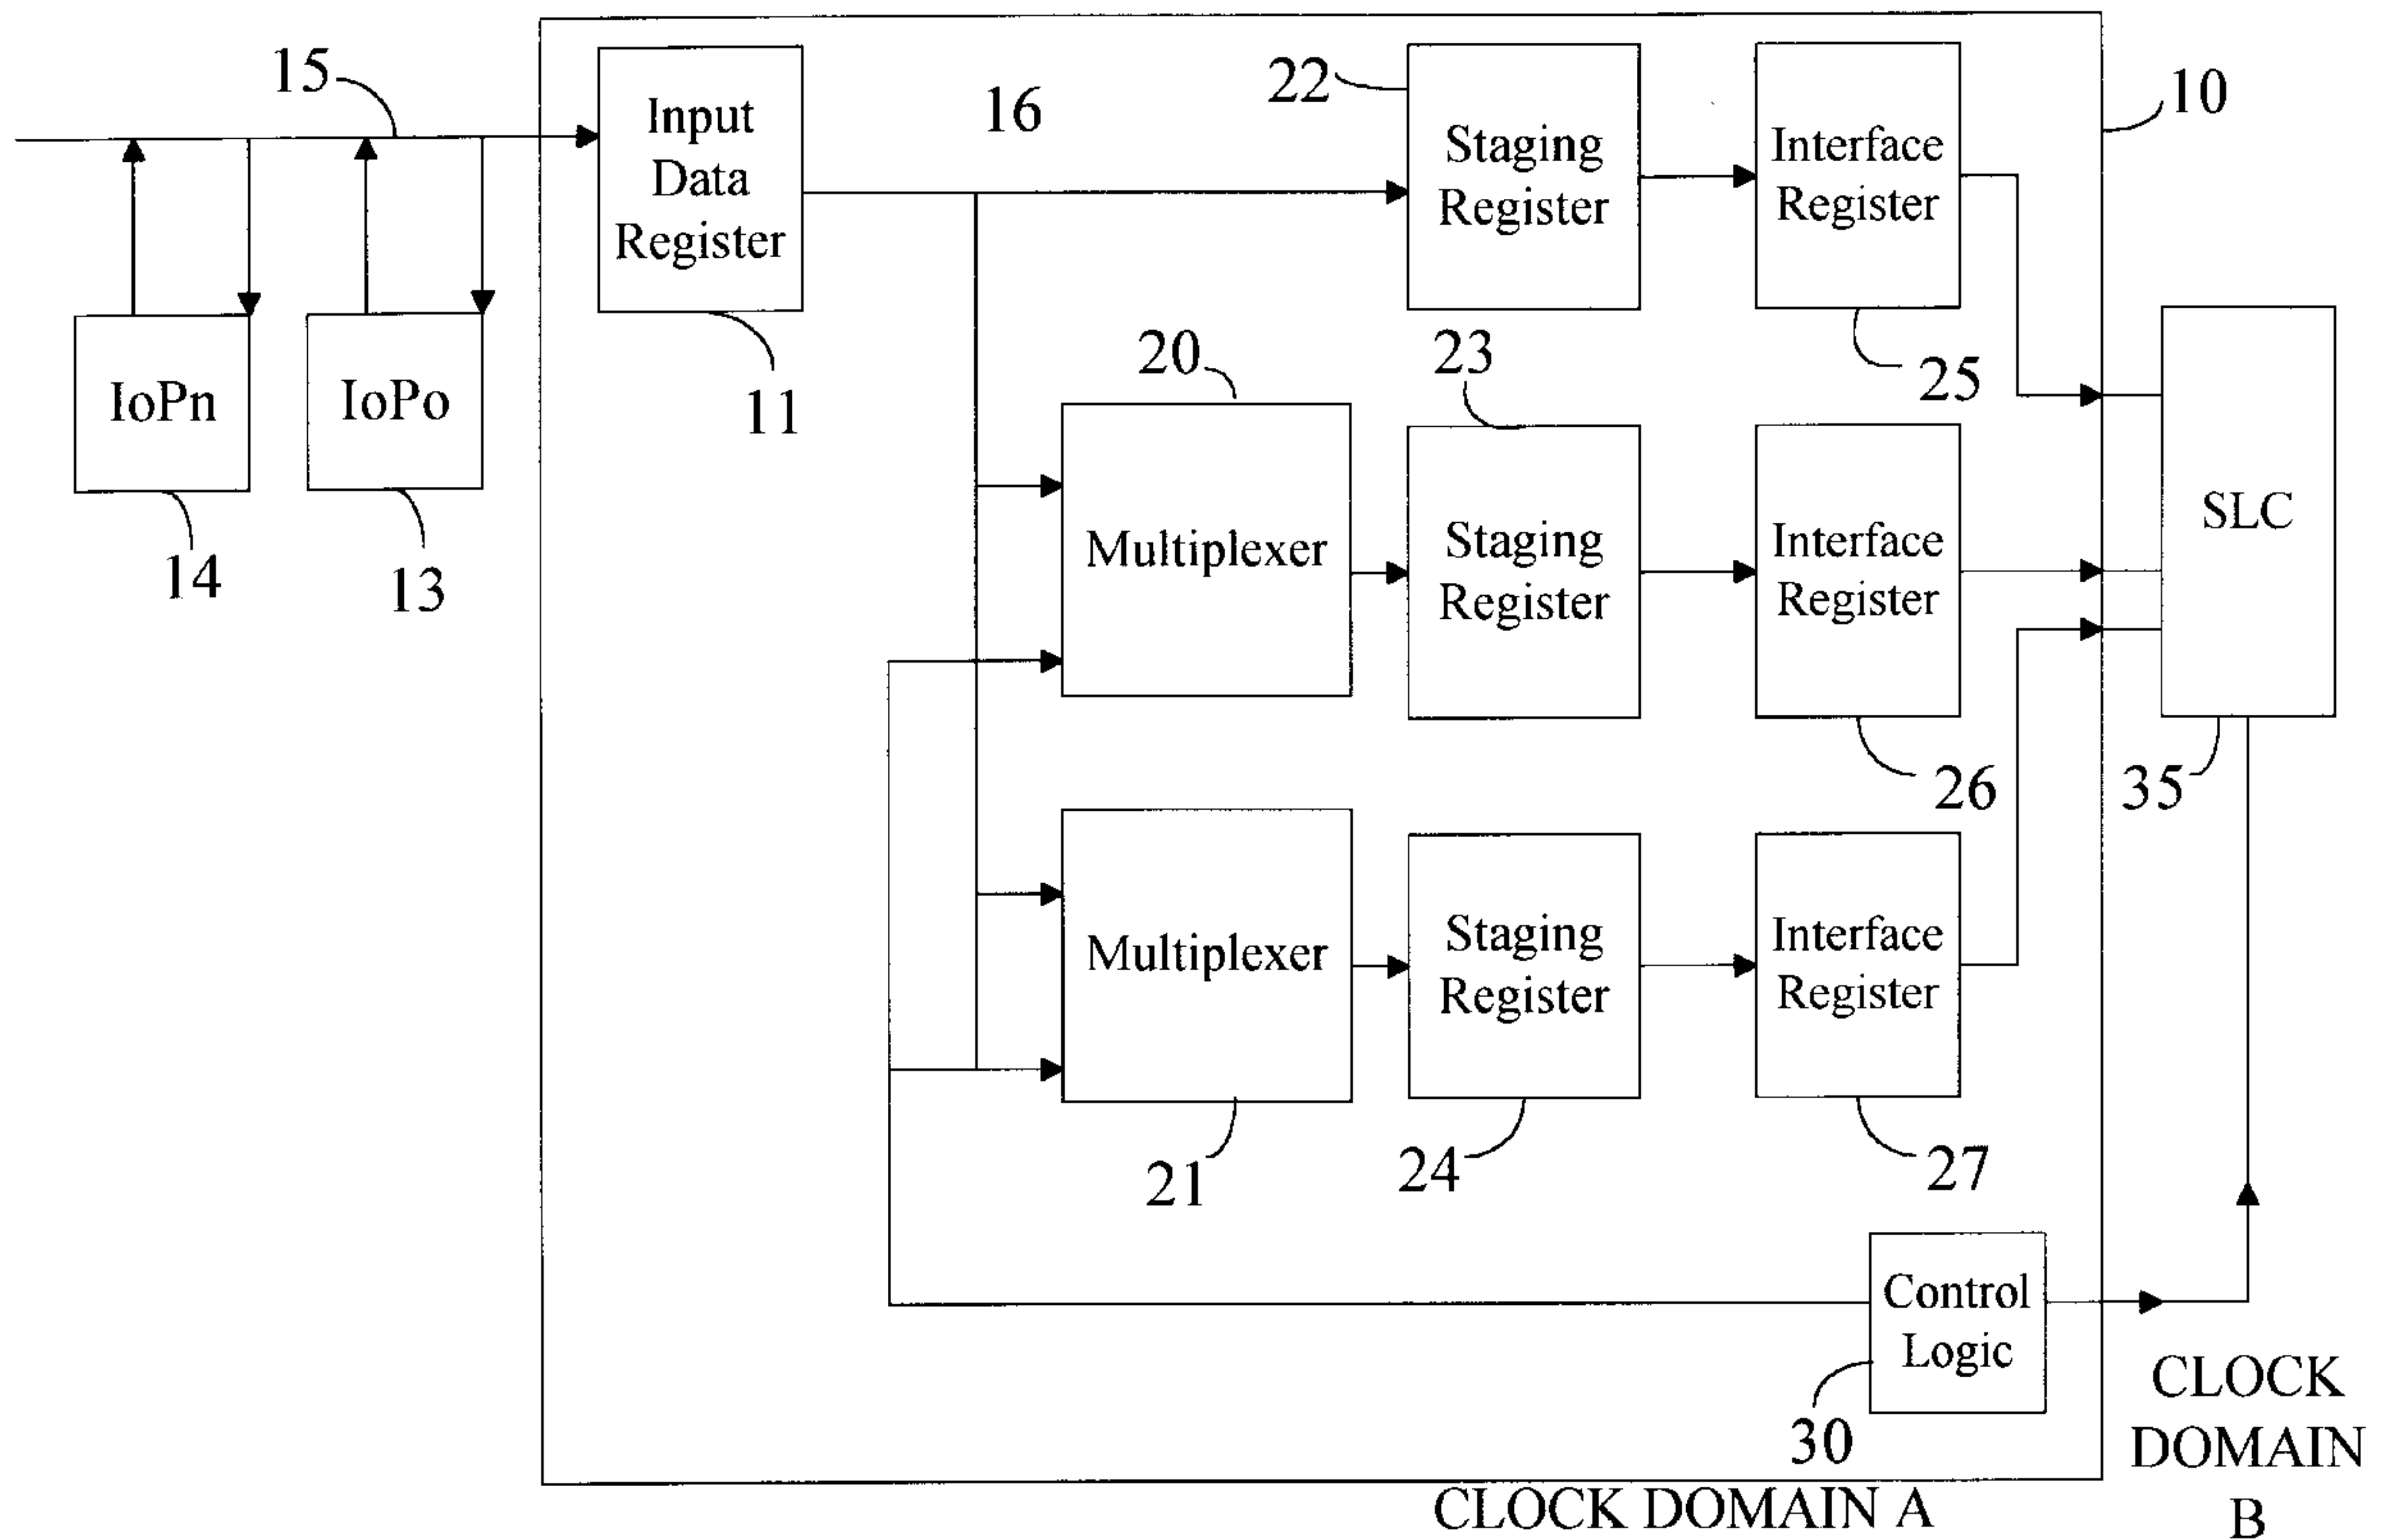 15
16
22
10
Input
Data
Register
Staging
Register
Interface
Register
IoPn
IoPo
11
20
23
25
14
13
Multiplexer
Staging
Register
Interface
Register
SLC
26
35
Multiplexer
Staging
Register
Interface
Register
21
24
27
Control
Logic
30
CLOCK
DOMAIN
B
CLOCK DOMAIN A